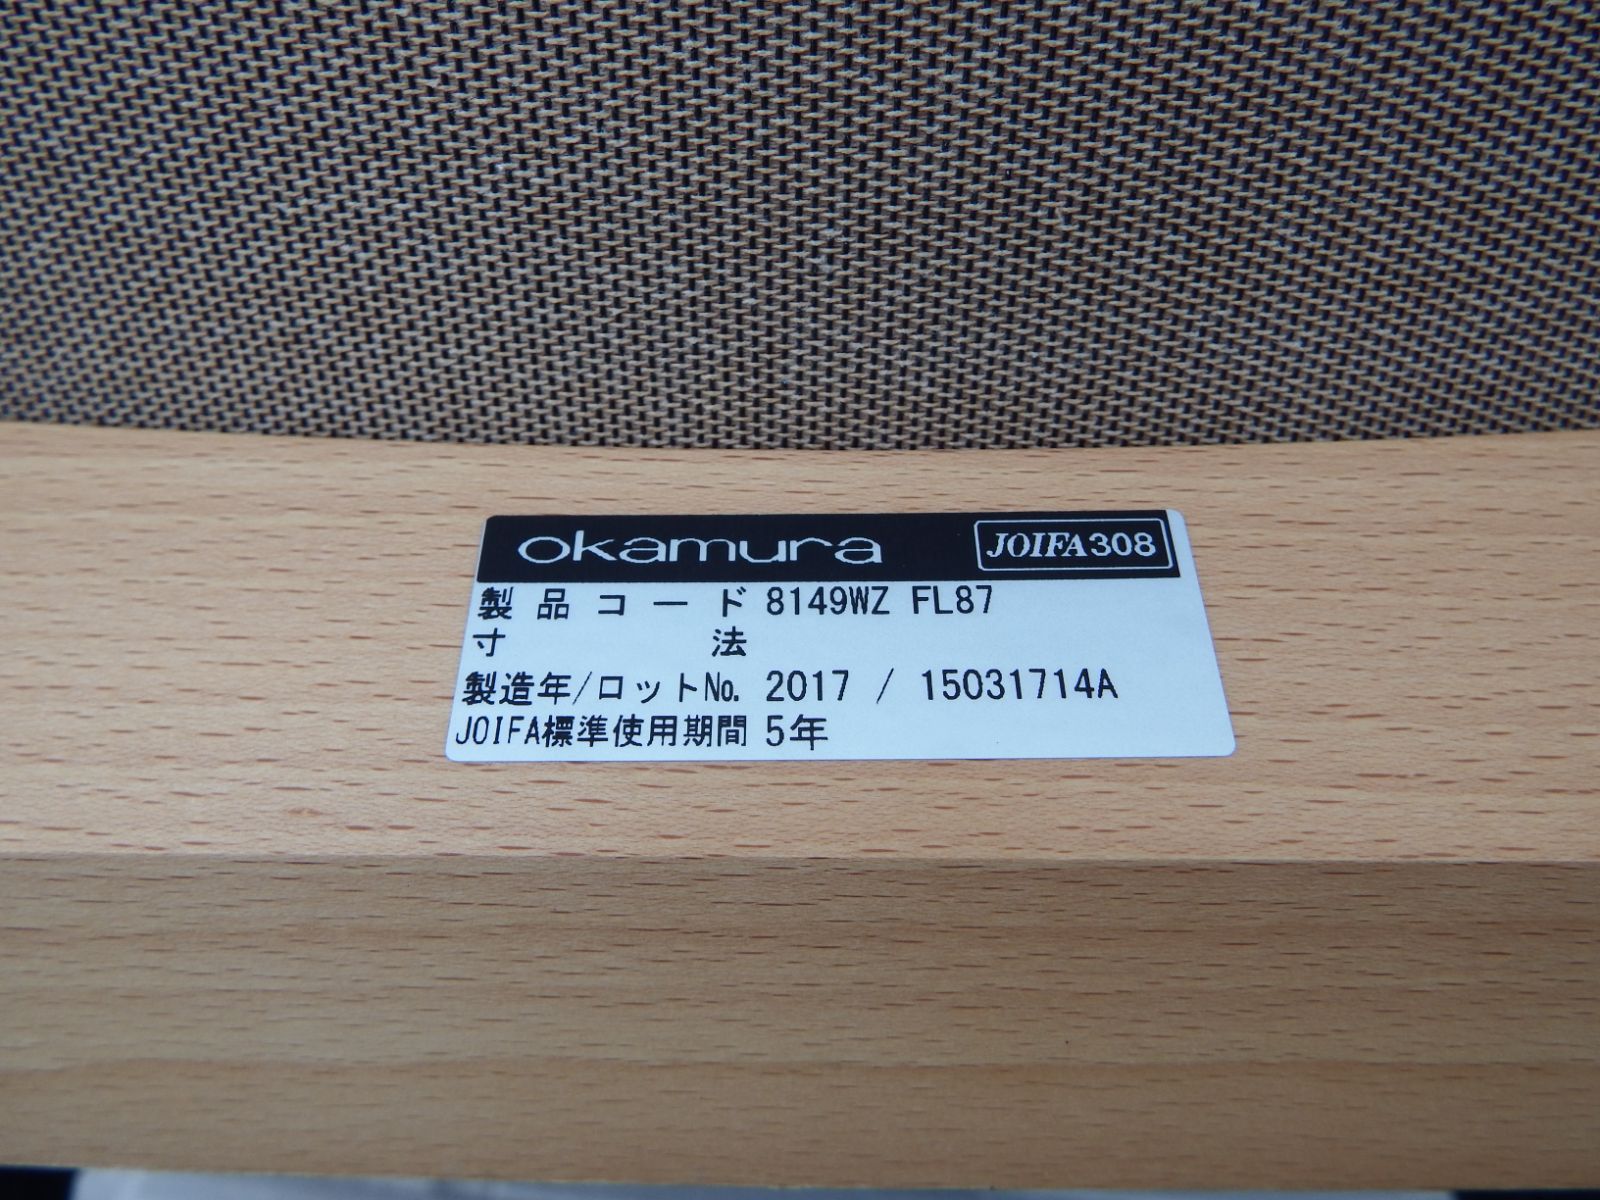 okamura JOIFA308
製品コード 8149WZ FL87
寸法
製造年/ロットNo. 2017 / 15031714A
JOIFA標準使用期間 5年